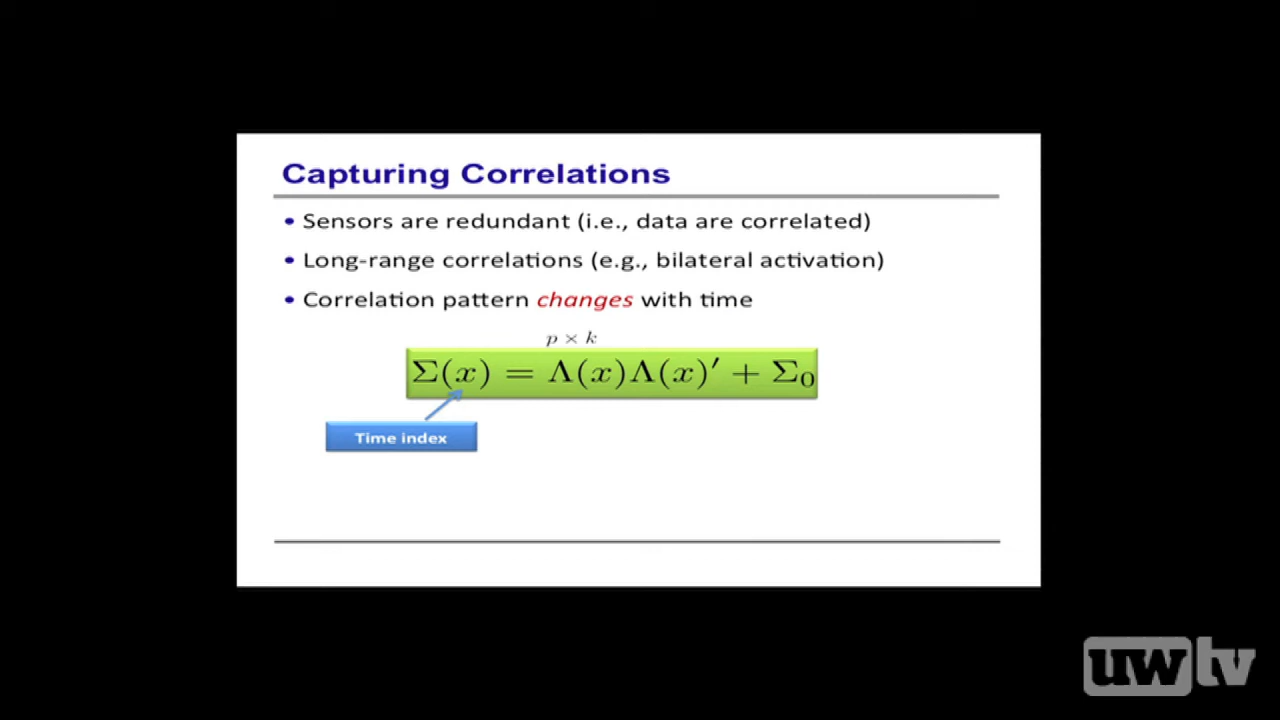 Capturing Correlations
• Sensors are redundant (i.e., data are correlated)
• Long-range correlations (e.g., bilateral activation)
• Correlation pattern changes with time
p × k
Σ(x) = Λ(x)Λ(x)′ + Σ₀
Time index
uwtv